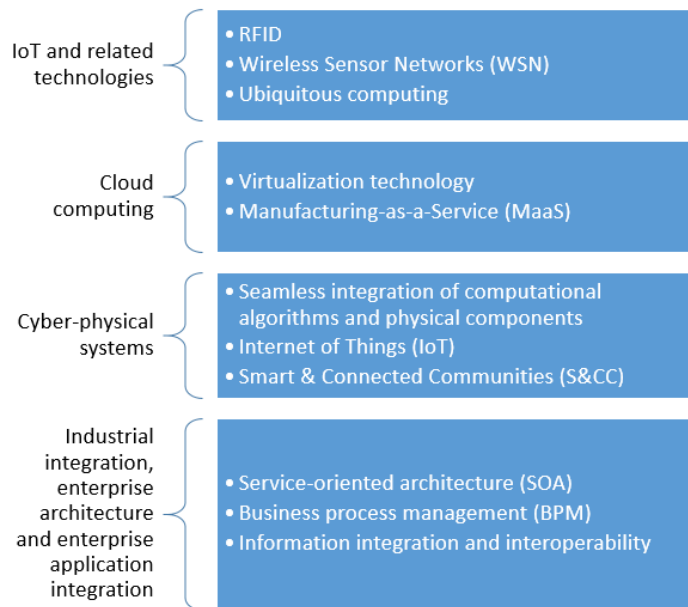 IoT and related
technologies
• RFID
• Wireless Sensor Networks (WSN)
• Ubiquitous computing
Cloud
computing
• Virtualization technology
• Manufacturing-as-a-Service (MaaS)
Cyber-physical
systems
• Seamless integration of computational
algorithms and physical components
• Internet of Things (IoT)
• Smart & Connected Communities (S&CC)
Industrial
integration,
enterprise
architecture
and enterprise
application
integration
• Service-oriented architecture (SOA)
• Business process management (BPM)
• Information integration and interoperability